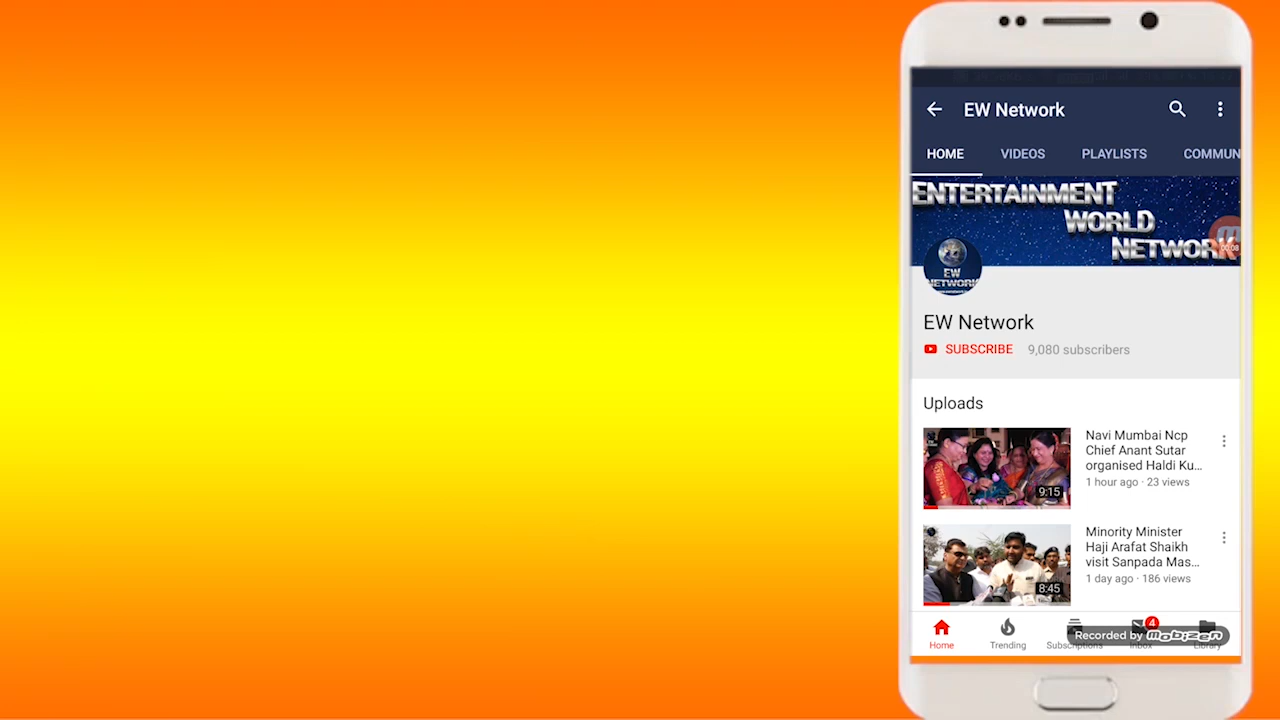 EW Network
HOME VIDEOS PLAYLISTS COMMUN
ENTERTAINMENT
WORLD
NETWORK
00:08
EW
NETWORK
EW Network
SUBSCRIBE 9,080 subscribers
Uploads
Navi Mumbai Ncp
Chief Anant Sutar
organised Haldi Ku...
1 hour ago · 23 views
9:15
Minority Minister
Haji Arafat Shaikh
visit Sanpada Mas...
1 day ago · 186 views
8:45
4
Recorded by mobizen
Home Trending Subscriptions Inbox Library